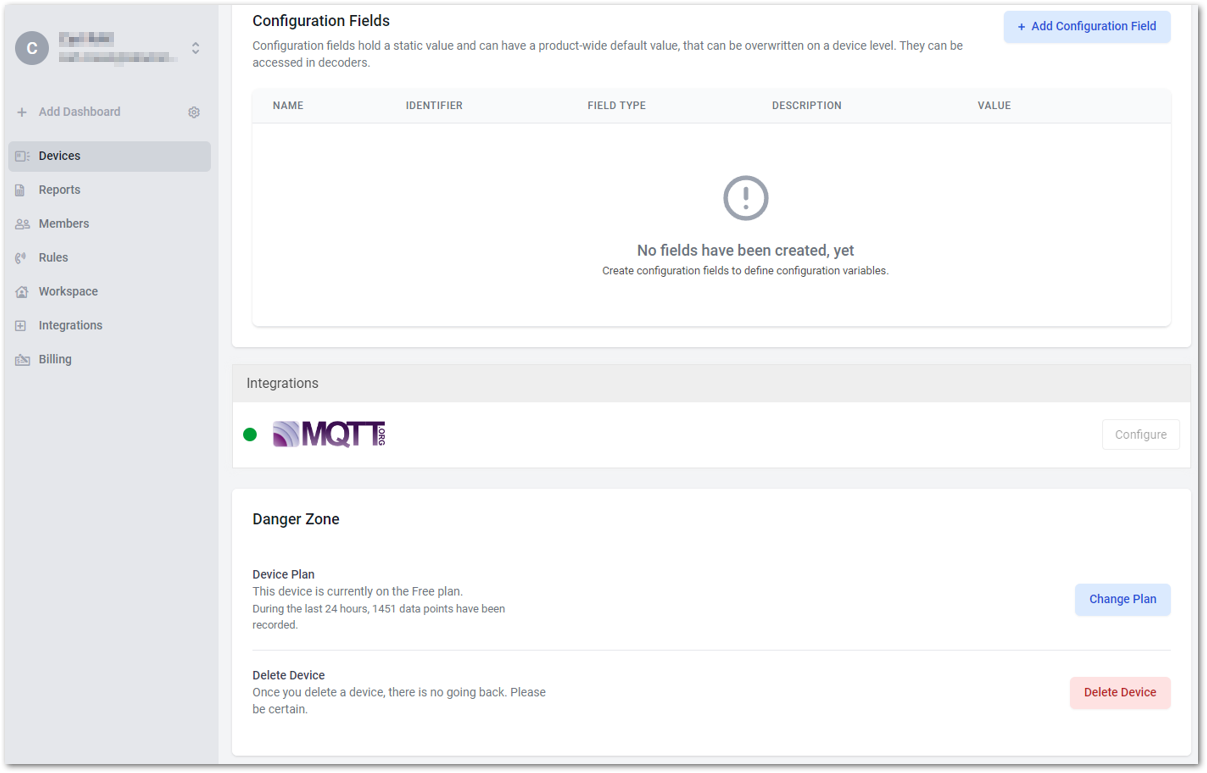 C
Add Dashboard
Devices
Reports
Members
Rules
Workspace
Integrations
Billing
Configuration Fields
+ Add Configuration Field
Configuration fields hold a static value and can have a product-wide default value, that can be overwritten on a device level. They can be
accessed in decoders.
NAME IDENTIFIER FIELD TYPE DESCRIPTION VALUE
No fields have been created, yet
Create configuration fields to define configuration variables.
Integrations
MQTT.ORG
Configure
Danger Zone
Device Plan
This device is currently on the Free plan.
During the last 24 hours, 1451 data points have been
recorded.
Change Plan
Delete Device
Once you delete a device, there is no going back. Please
be certain.
Delete Device